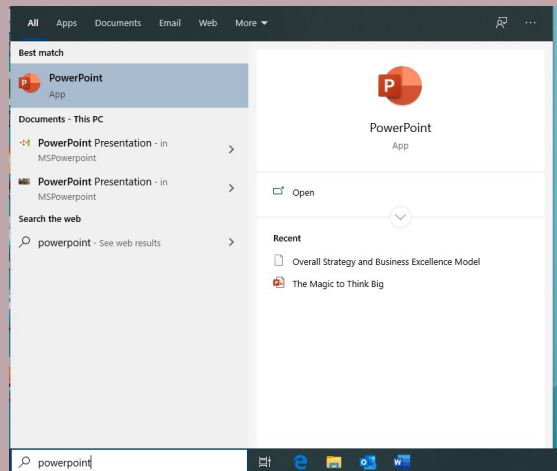 All Apps Documents Email Web More
Best match
PowerPoint
App
Documents - This PC
PowerPoint Presentation - in
MSPowerpoint
PowerPoint Presentation - in
MSPowerpoint
Search the web
powerpoint - See web results
PowerPoint
App
Open
Recent
Overall Strategy and Business Excellence Model
The Magic to Think Big
powerpoint